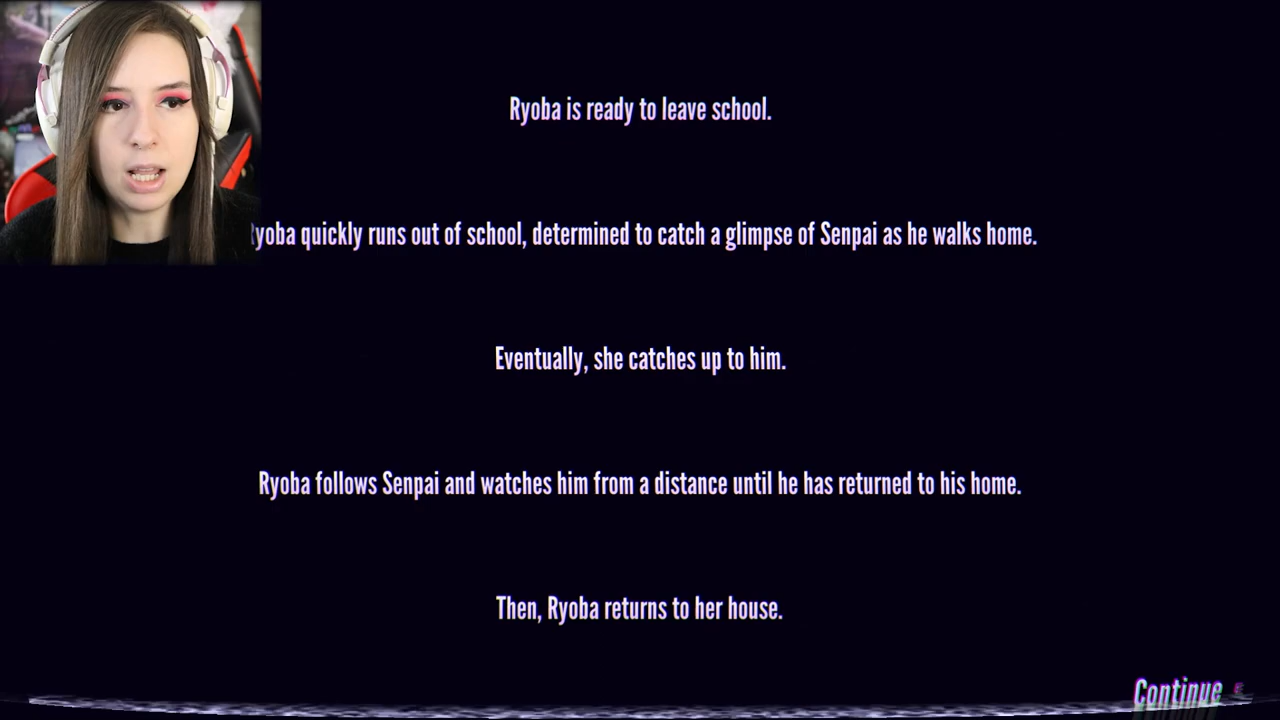 Ryoba is ready to leave school.
Ryoba quickly runs out of school, determined to catch a glimpse of Senpai as he walks home.
Eventually, she catches up to him.
Ryoba follows Senpai and watches him from a distance until he has returned to his home.
Then, Ryoba returns to her house.
Continue